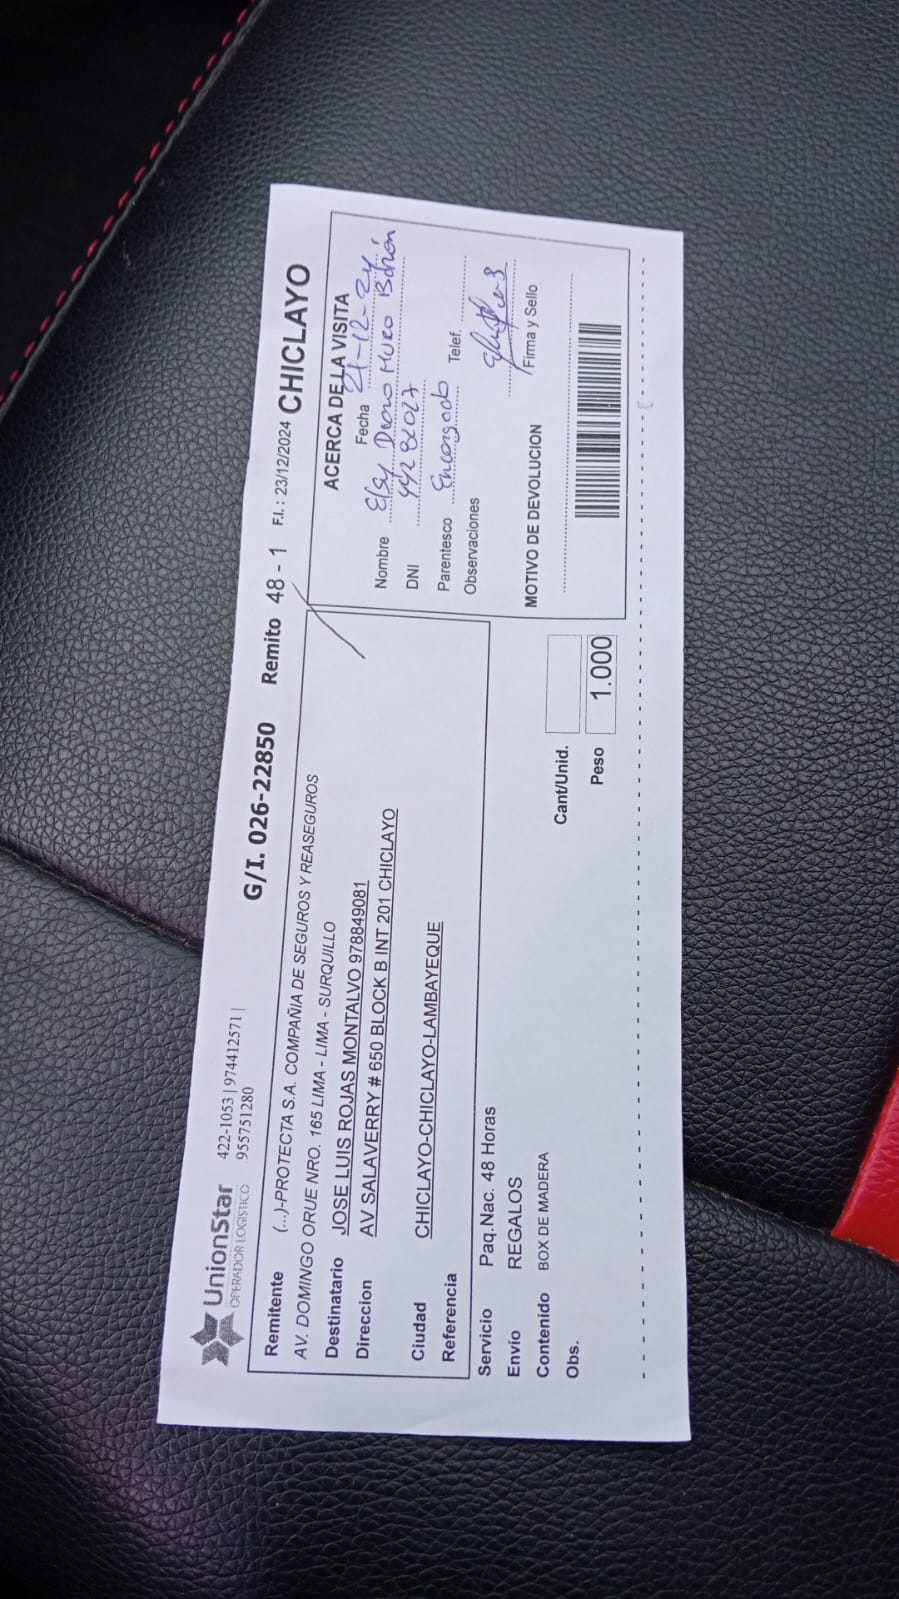 UnionStar
OPERADOR LOGÍSTICO
422-1053 | 974412571 |
955751280
G/I. 026-22850
Remito 48 - 1
F.I. : 23/12/2024
CHICLAYO
Remitente (...)-PROTECTA S.A. COMPAÑIA DE SEGUROS Y REASEGUROS
AV. DOMINGO ORUE NRO. 165 LIMA - LIMA - SURQUILLO
Destinatario JOSE LUIS ROJAS MONTALVO 978849081
Direccion AV SALAVERRY # 650 BLOCK B INT 201 CHICLAYO
Ciudad CHICLAYO-CHICLAYO-LAMBAYEQUE
Referencia
Servicio Paq.Nac. 48 Horas
Envío REGALOS
Contenido BOX DE MADERA
Obs.
Cant/Unid.
Peso 1.000
ACERCA DE LA VISITA
Fecha
Nombre
DNI
Parentesco Encargado Telef.
Observaciones
Firma y Sello
MOTIVO DE DEVOLUCION